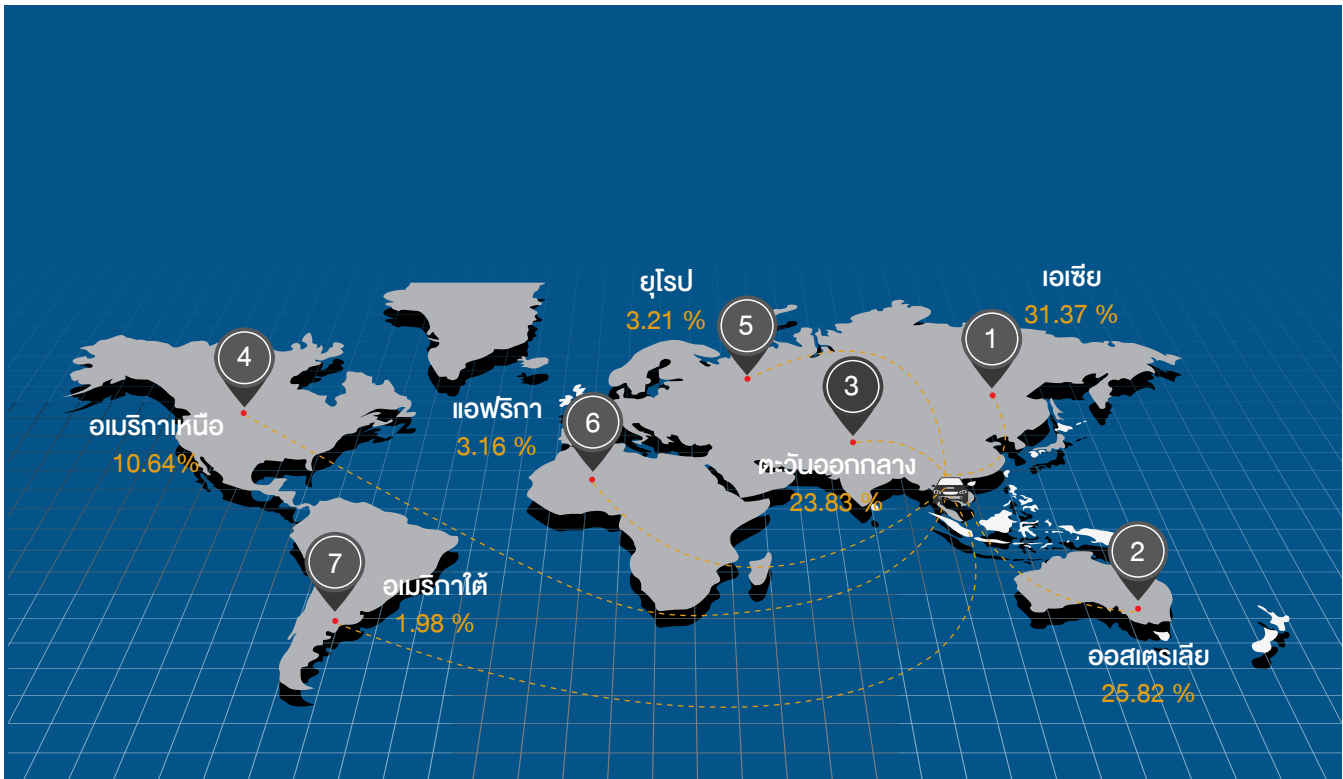 เอเซีย
31.37 %
1
ยุโรป
3.21 %
5
3
ตะวันออกกลาง
23.83 %
4
อเมริกาเหนือ
10.64%
แอฟริกา
3.16 %
6
2
ออสเตรเลีย
25.82 %
7
อเมริกาใต้
1.98 %